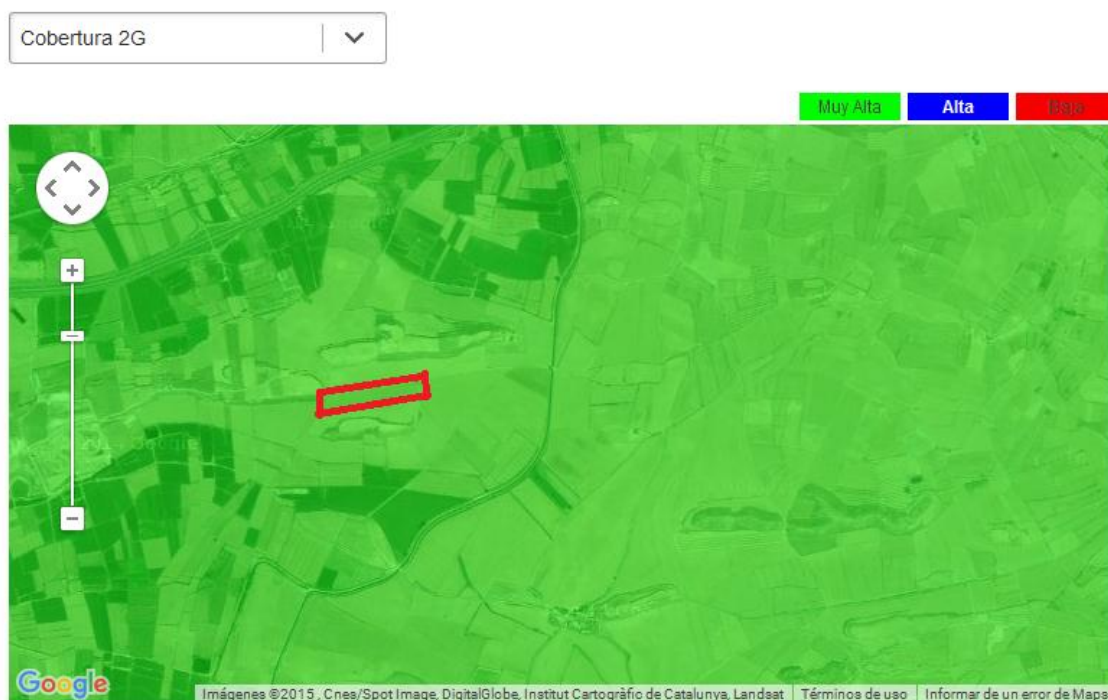 Cobertura 2G
Muy Alta
Alta
Baja
+
−
Google
Imágenes ©2015 , Cnes/Spot Image, DigitalGlobe, Institut Cartogràfic de Catalunya, Landsat
Términos de uso
Informar de un error de Maps